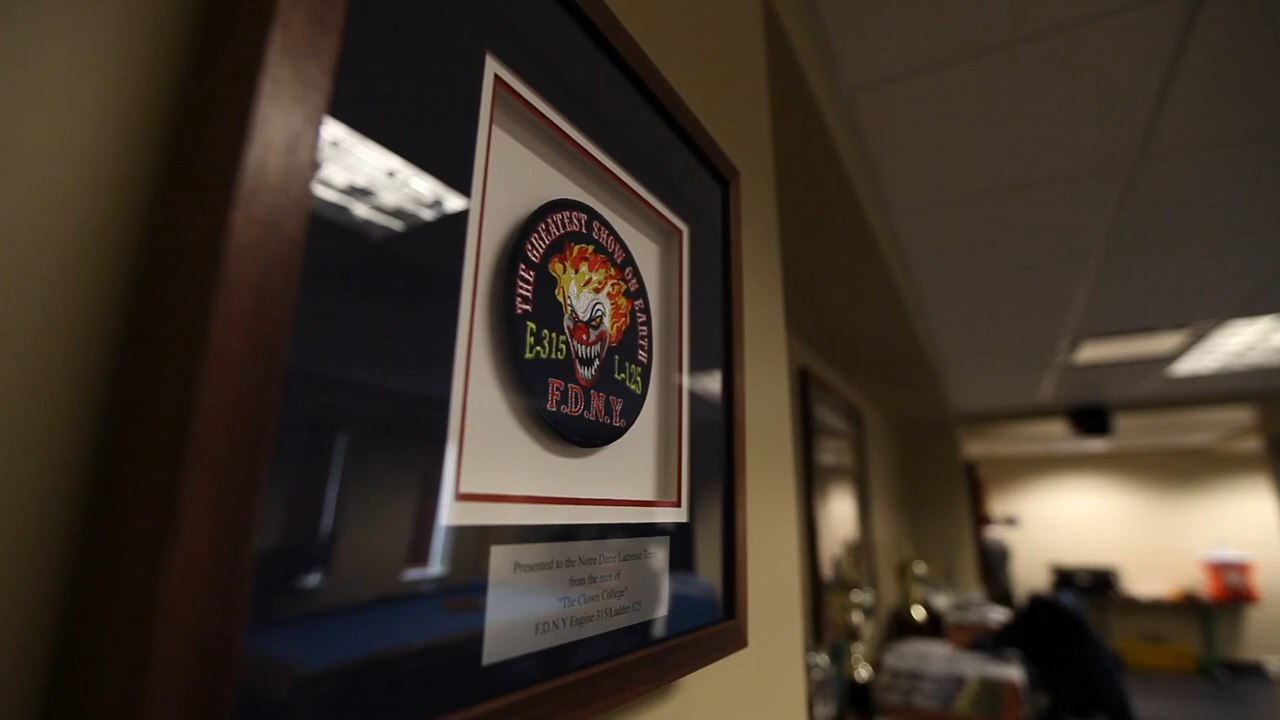 THE GREATEST SHOW ON EARTH
E-315
L-125
F.D.N.Y.
Presented to the Notre Dame Lacrosse Team
from the men of
"The Clown College"
F.D.N.Y Engine 315/Ladder 125